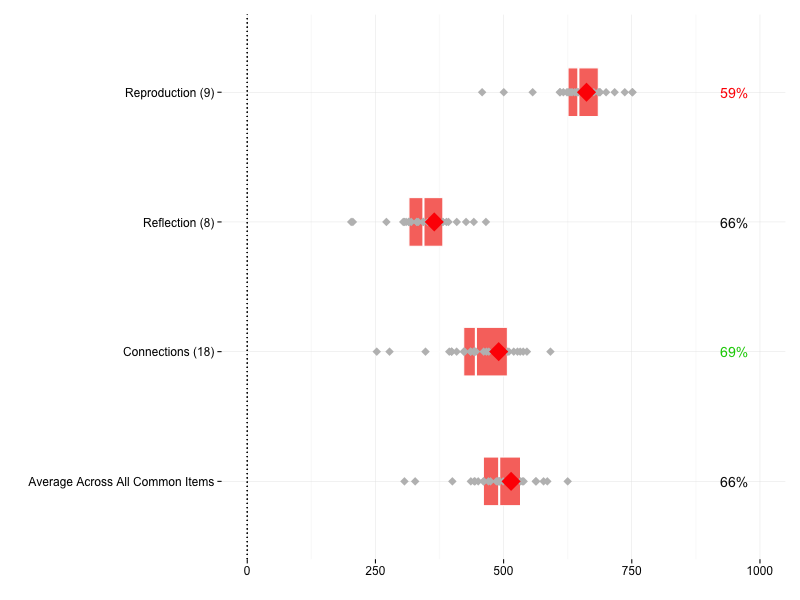 Reproduction (9)
59%
Reflection (8)
66%
Connections (18)
69%
Average Across All Common Items
66%
0 250 500 750 1000